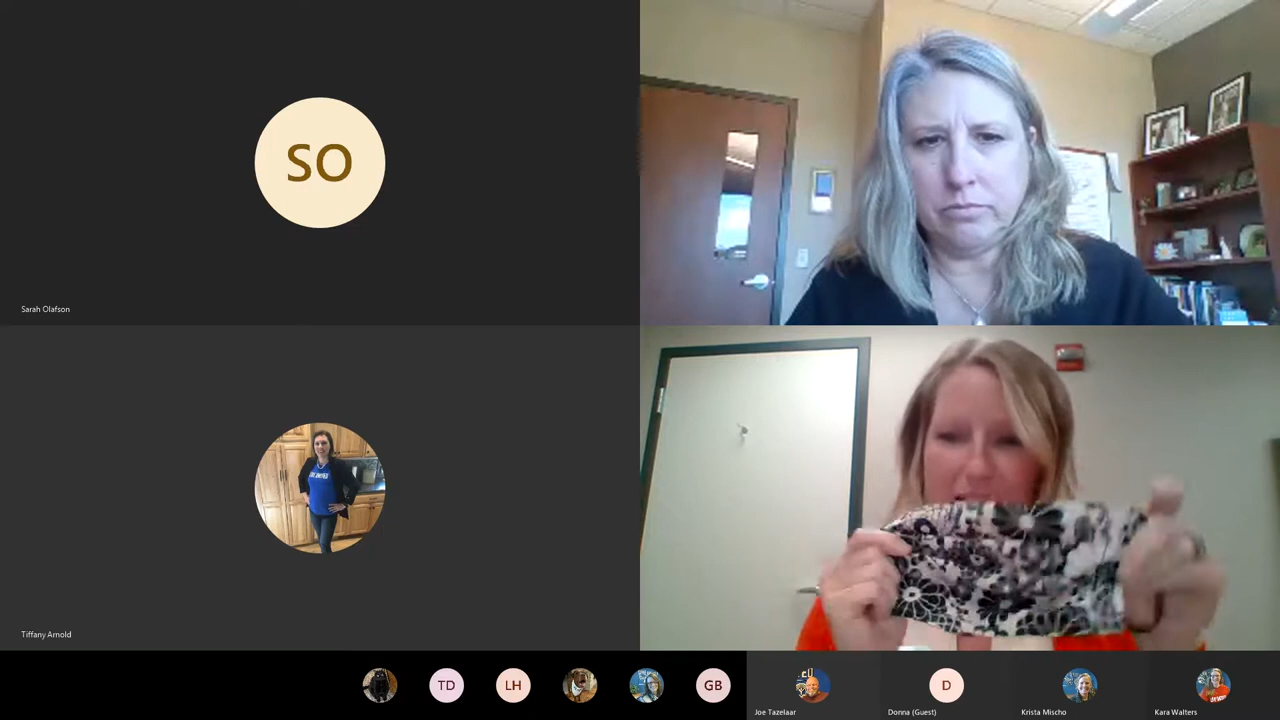 SO
Sarah Olafson
Tiffany Arnold
TD
LH
GB
D
Joe Tazelaar
Donna (Guest)
Krista Mischo
Kara Walters